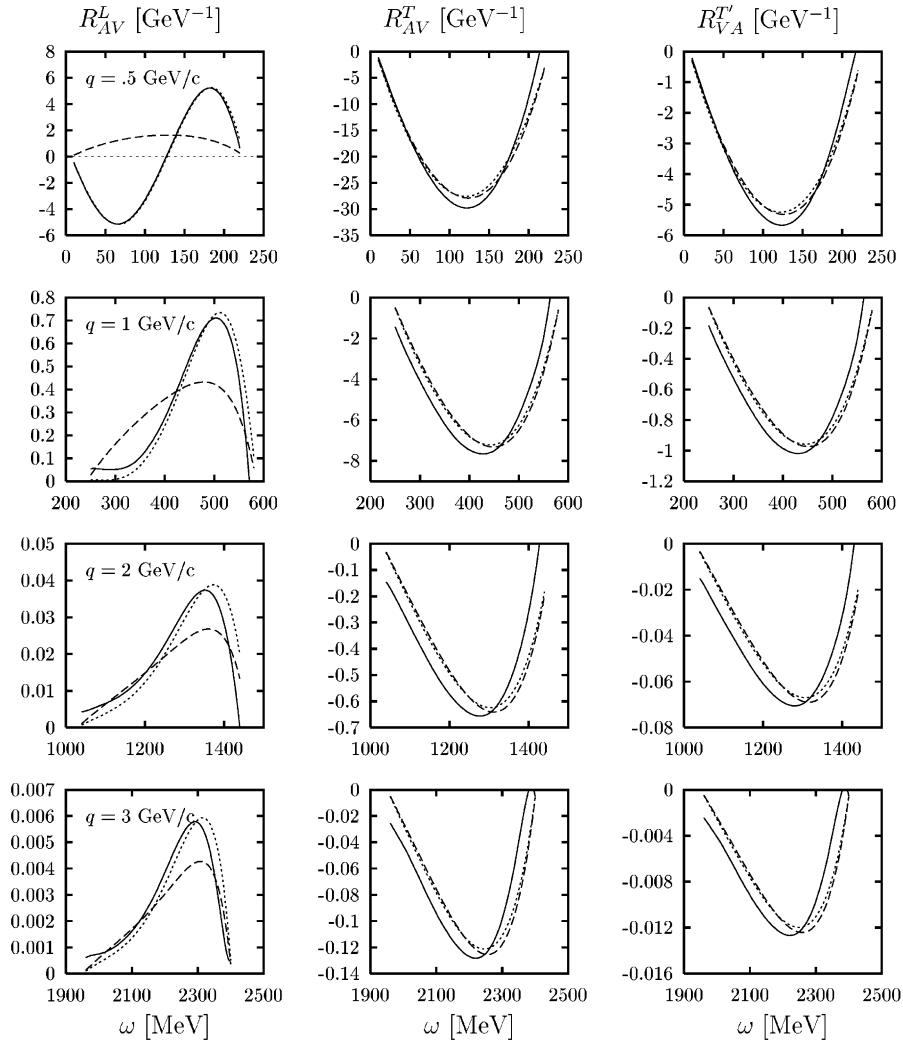 R^L_{AV} [GeV^{-1}] R^T_{AV} [GeV^{-1}] R^{T'}_{VA} [GeV^{-1}]
q = .5 GeV/c
8 6 4 2 0 -2 -4 -6
0 50 100 150 200 250
0 -5 -10 -15 -20 -25 -30 -35
0 50 100 150 200 250
0 -1 -2 -3 -4 -5 -6
0 50 100 150 200 250
q = 1 GeV/c
0.8 0.7 0.6 0.5 0.4 0.3 0.2 0.1 0
200 300 400 500 600
0 -2 -4 -6 -8
200 300 400 500 600
0 -0.2 -0.4 -0.6 -0.8 -1 -1.2
200 300 400 500 600
q = 2 GeV/c
0.05 0.04 0.03 0.02 0.01 0
1000 1200 1400
0 -0.1 -0.2 -0.3 -0.4 -0.5 -0.6 -0.7
1000 1200 1400
0 -0.02 -0.04 -0.06 -0.08
1000 1200 1400
q = 3 GeV/c
0.007 0.006 0.005 0.004 0.003 0.002 0.001 0
1900 2100 2300 2500
0 -0.02 -0.04 -0.06 -0.08 -0.1 -0.12 -0.14
1900 2100 2300 2500
0 -0.004 -0.008 -0.012 -0.016
1900 2100 2300 2500
ω [MeV] ω [MeV] ω [MeV]